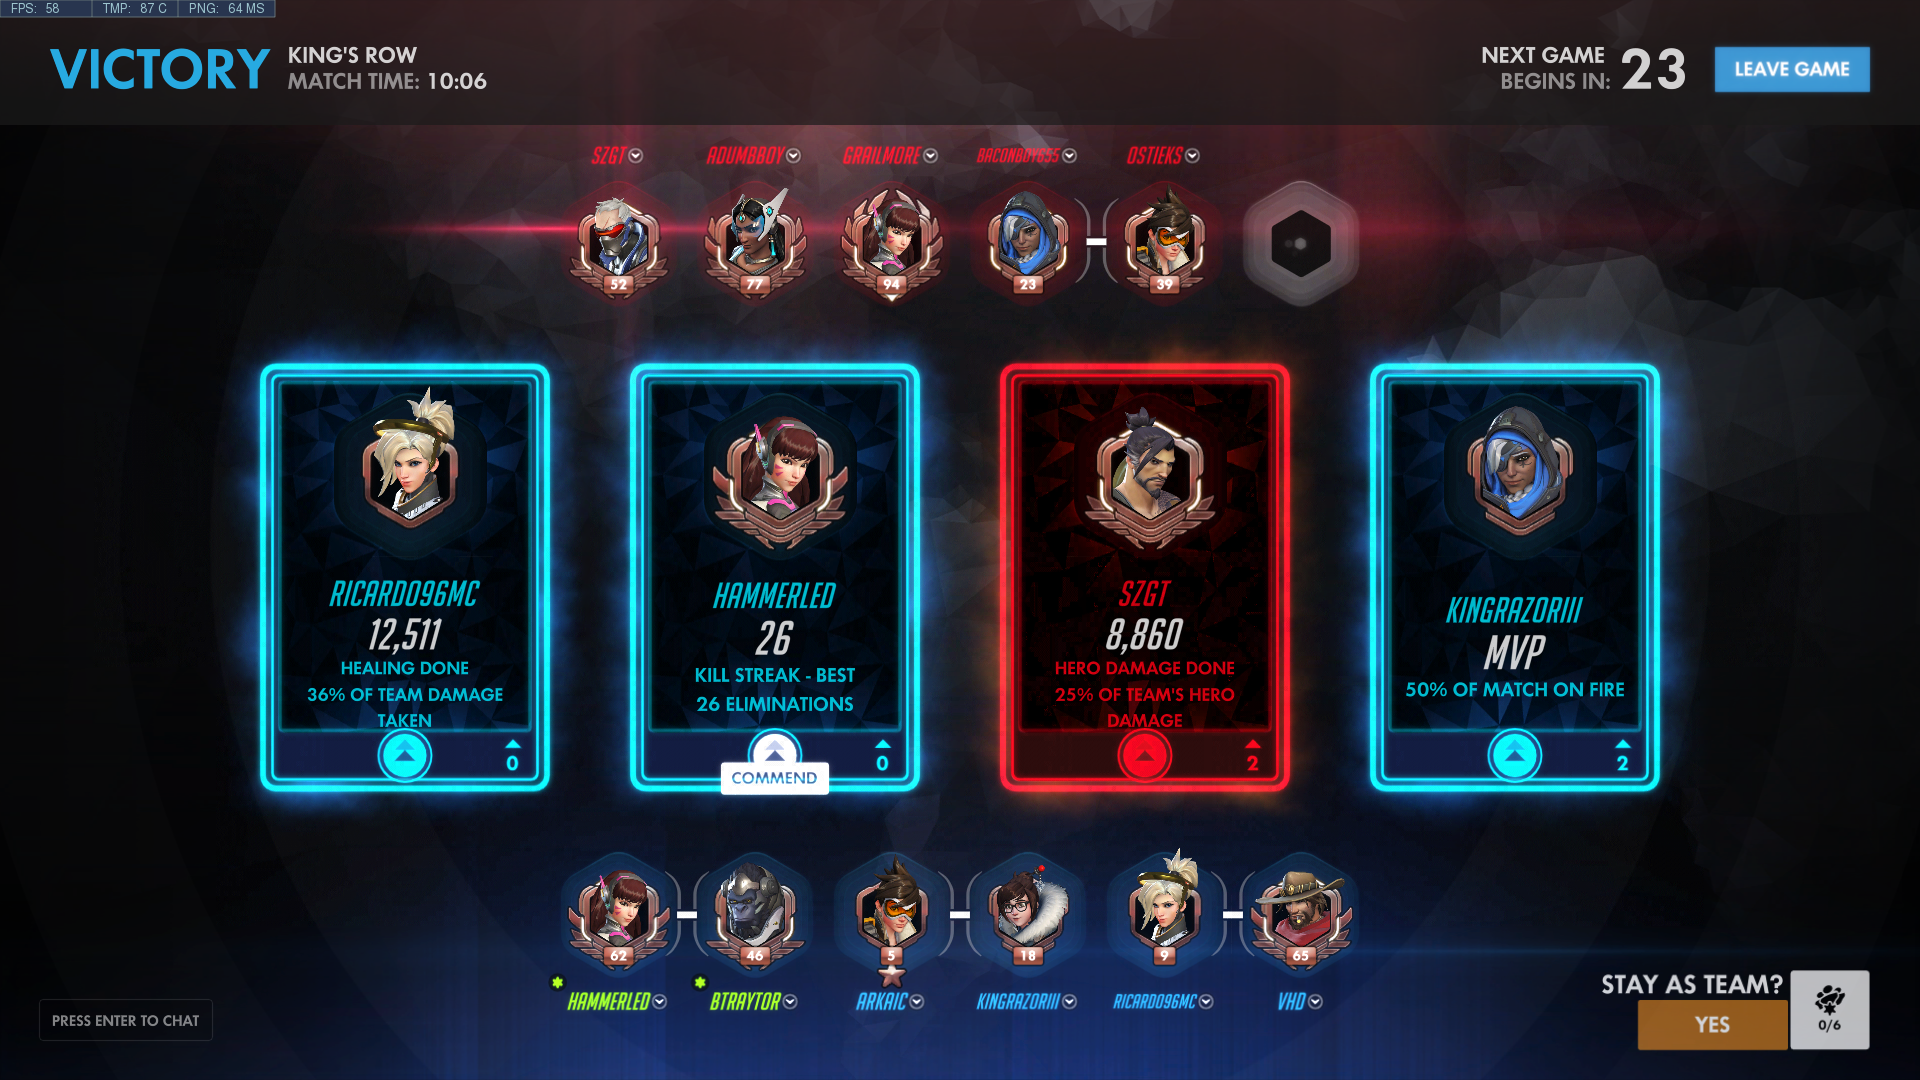 FPS: 58 TMP: 87 C PNG: 64 MS
VICTORY
KING'S ROW
MATCH TIME: 10:06
NEXT GAME
BEGINS IN: 23
LEAVE GAME
SZGT ADUMBBOY GRAILMORE BACONBOY655 OSTIEKS
52 77 94 23 39
RICARDO96MC
12,511
HEALING DONE
36% OF TEAM DAMAGE
TAKEN
0
HAMMERLED
26
KILL STREAK - BEST
26 ELIMINATIONS
0
COMMEND
SZGT
8,860
HERO DAMAGE DONE
25% OF TEAM'S HERO
DAMAGE
2
KINGRAZORIII
MVP
50% OF MATCH ON FIRE
2
62 46 5 18 9 65
HAMMERLED BTRAYTOR ARKAIC KINGRAZORIII RICARDO96MC VHD
STAY AS TEAM?
YES
0/6
PRESS ENTER TO CHAT